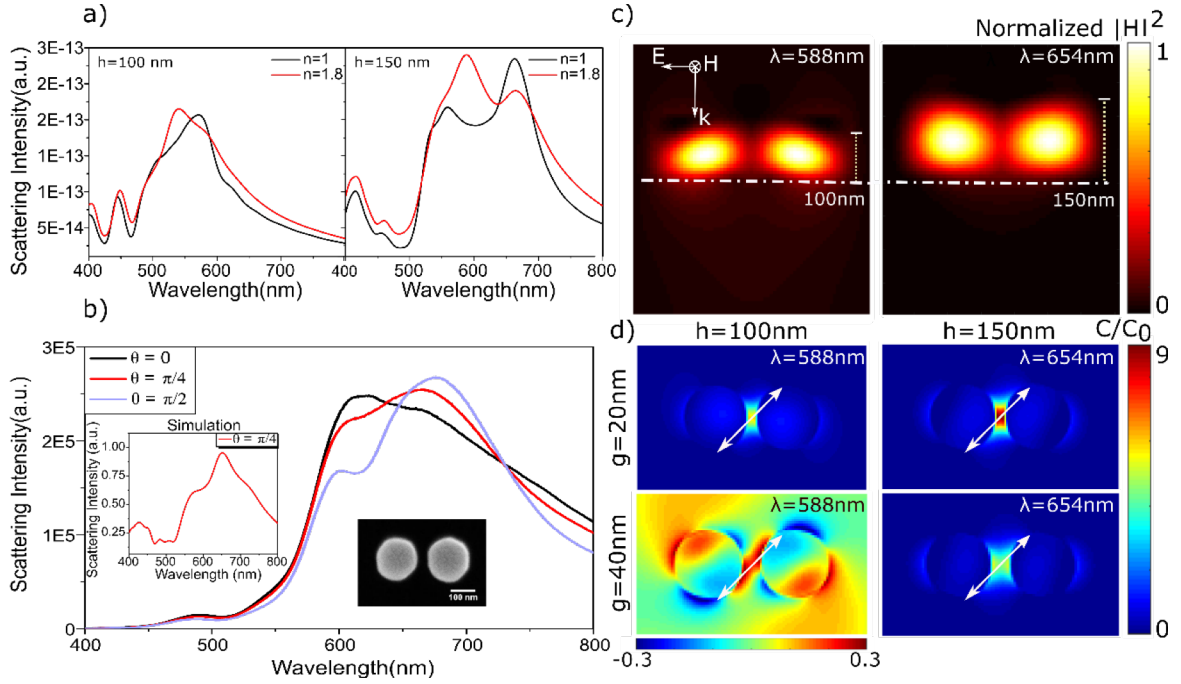 a)
3E-13
2E-13
1E-13
1E-13
5E-14
Scattering Intensity(a.u.)
h=100 nm
n=1
n=1.8
h=150 nm
n=1
n=1.8
400 500 600 700 400 500 600 700 800
Wavelength(nm) Wavelength(nm)
b)
3E5
2E5
1E5
0
Scattering Intensity (a.u.)
θ = 0
θ = π/4
0 = π/2
Simulation
θ = π/4
1.00
0.75
0.50
0.25
Scattering Intensity (a.u.)
400 500 600 700 800
Wavelength (nm)
100 nm
400 500 600 700 800
Wavelength(nm)
c)
Normalized |HI²
E
H
k
λ=588nm
100nm
λ=654nm
150nm
1
0
d)
h=100nm h=150nm
C/C₀
g=20nm
λ=588nm
λ=654nm
9
g=40nm
λ=588nm
λ=654nm
0
-0.3 0.3